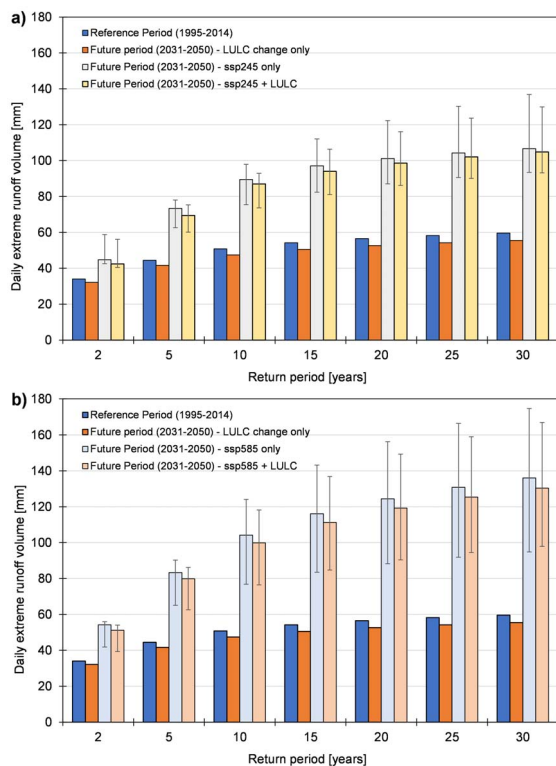 a)
180
160
140
120
100
80
60
40
20
0
Daily extreme runoff volume [mm]
Reference Period (1995-2014)
Future period (2031-2050) - LULC change only
Future Period (2031-2050) - ssp245 only
Future Period (2031-2050) - ssp245 + LULC
2 5 10 15 20 25 30
Return period [years]
b)
180
160
140
120
100
80
60
40
20
0
Daily extreme runoff volume [mm]
Reference Period (1995-2014)
Future period (2031-2050) - LULC change only
Future Period (2031-2050) - ssp585 only
Future Period (2031-2050) - ssp585 + LULC
2 5 10 15 20 25 30
Return period [years]